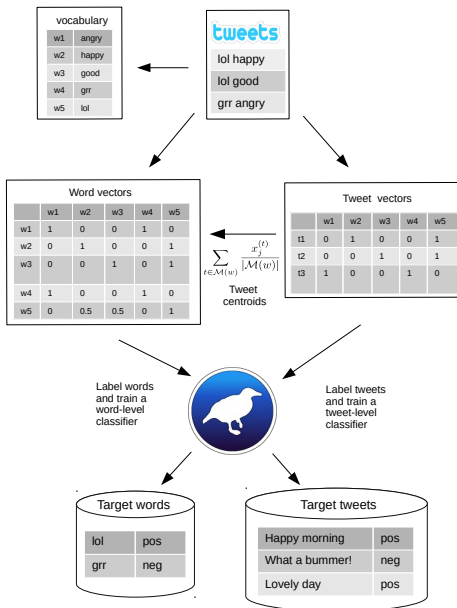 vocabulary
w1 angry
w2 happy
w3 good
w4 grr
w5 lol
tweets
lol happy
lol good
grr angry
Word vectors
w1 w2 w3 w4 w5
w1 1 0 0 1 0
w2 0 1 0 0 1
w3 0 0 1 0 1
w4 1 0 0 1 0
w5 0 0.5 0.5 0 1
∑_{t∈M(w)} x_j^{(t)} / |M(w)|
Tweet
centroids
Tweet vectors
w1 w2 w3 w4 w5
t1 0 1 0 0 1
t2 0 0 1 0 1
t3 1 0 0 1 0
Label words
and train a
word-level
classifier
Label tweets
and train a
tweet-level
classifier
Target words
lol pos
grr neg
Target tweets
Happy morning pos
What a bummer! neg
Lovely day pos